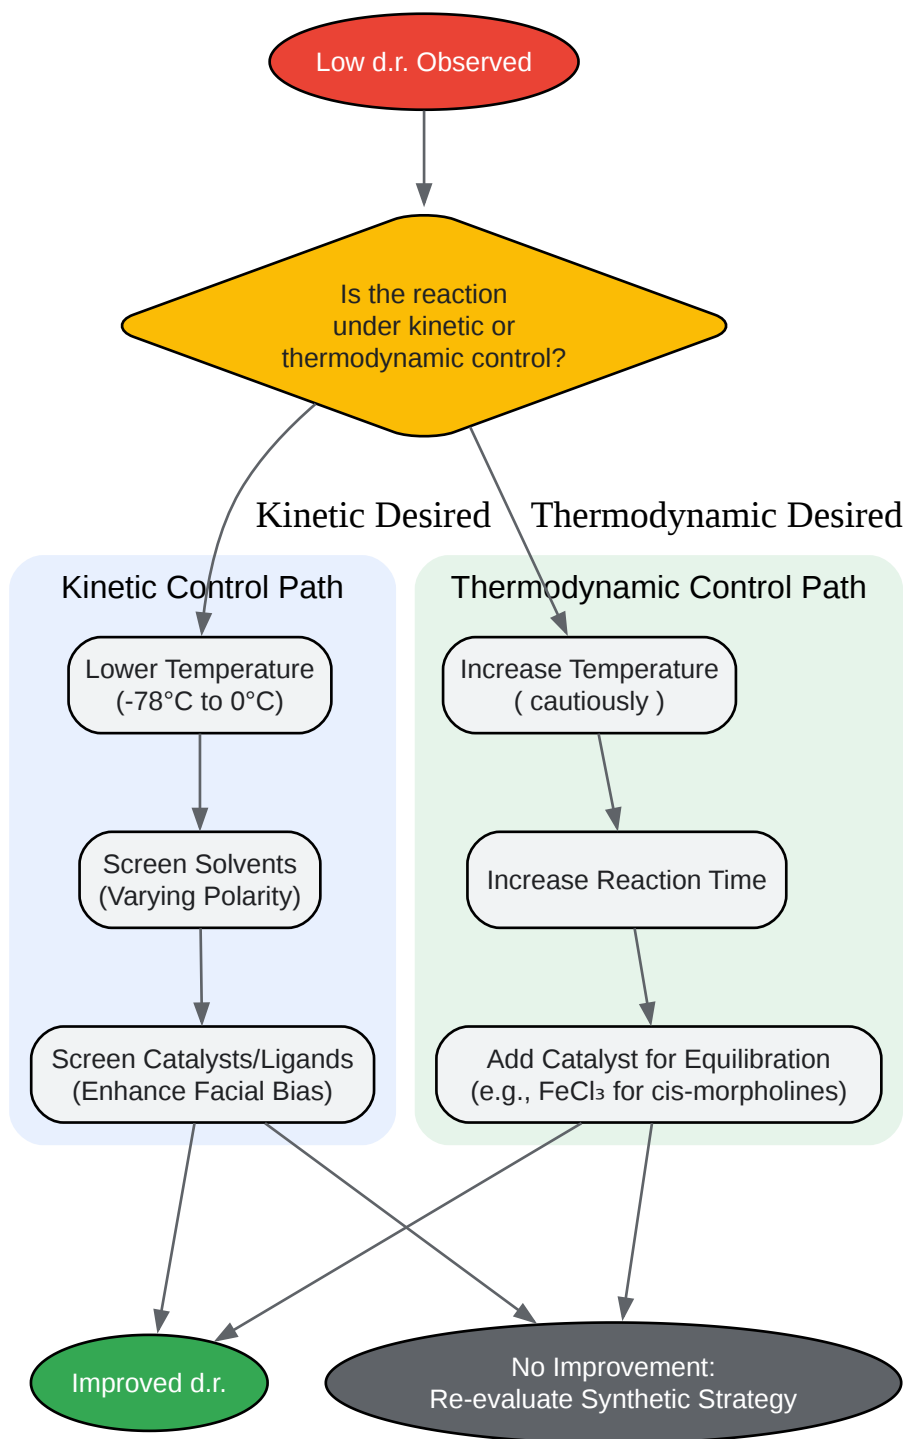 Low d.r. Observed
Is the reaction
under kinetic or
thermodynamic control?
Kinetic Desired
Thermodynamic Desired
Kinetic Control Path
Thermodynamic Control Path
Lower Temperature
(-78°C to 0°C)
Increase Temperature
( cautiously )
Screen Solvents
(Varying Polarity)
Increase Reaction Time
Screen Catalysts/Ligands
(Enhance Facial Bias)
Add Catalyst for Equilibration
(e.g., FeCl₃ for cis-morpholines)
Improved d.r.
No Improvement:
Re-evaluate Synthetic Strategy